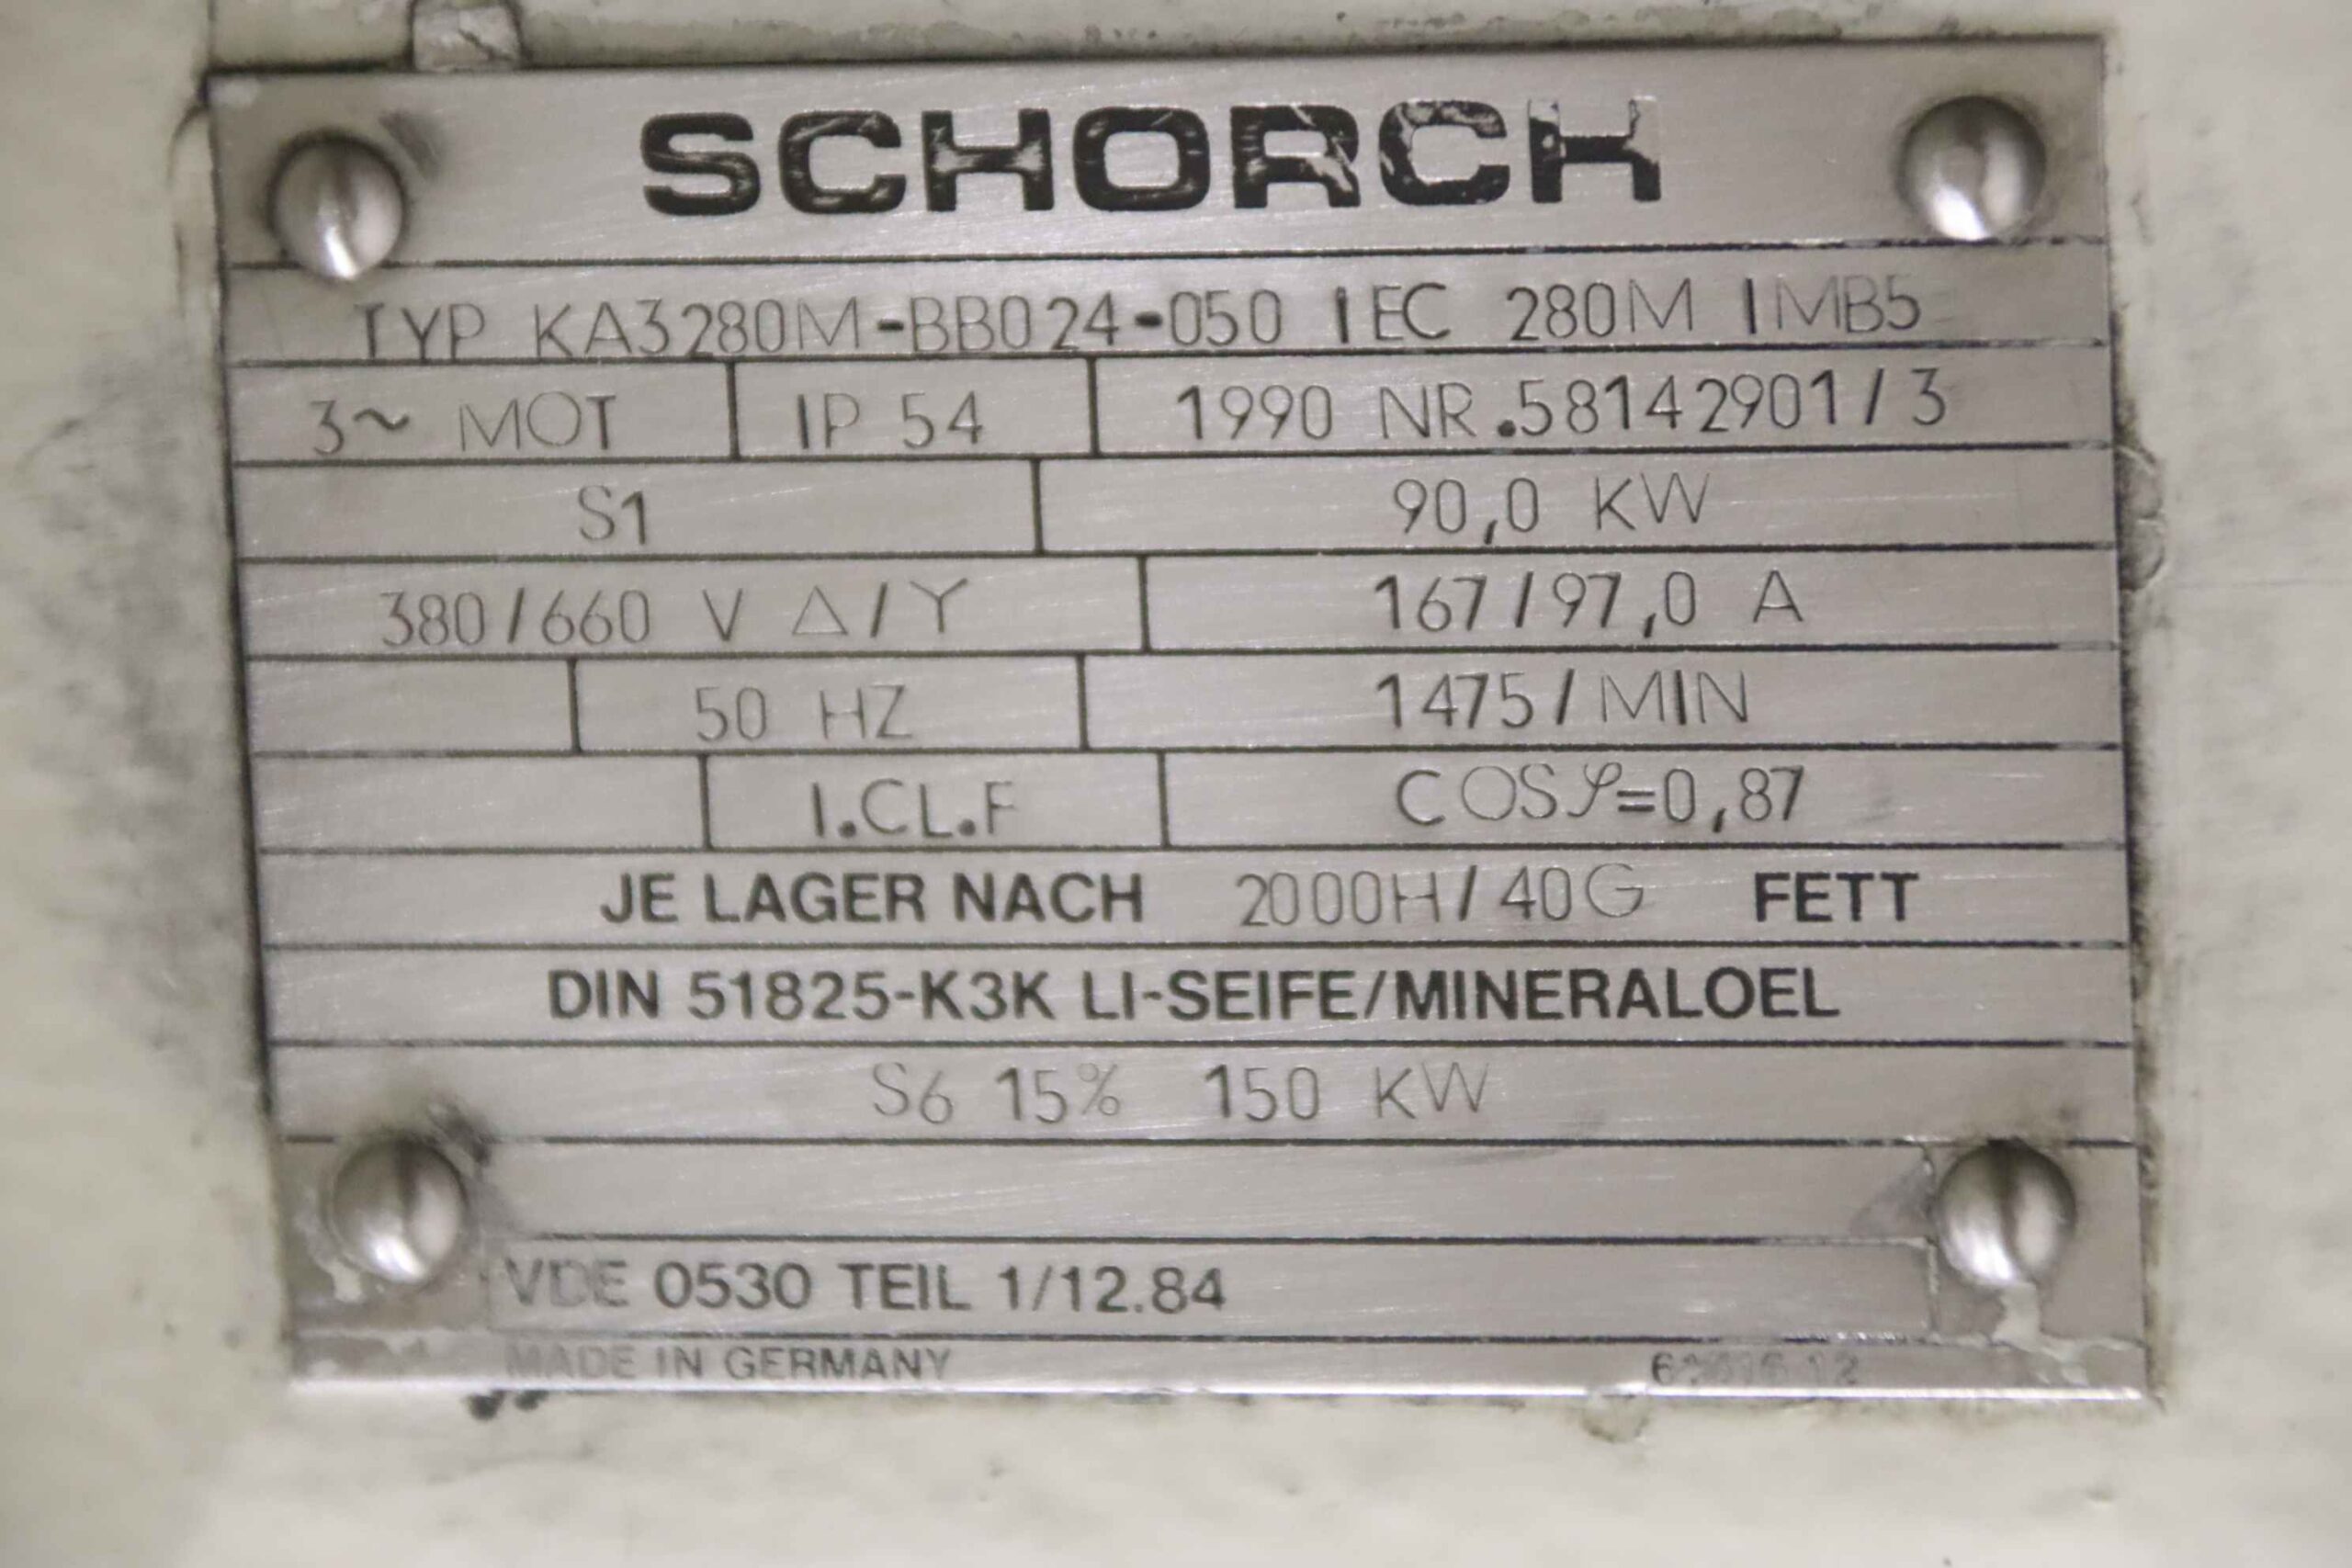 SCHORCH
TYP KA3280M-BB024-050 IEC 280M IMB5
3~ MOT IP 54 1990 NR.58142901/3
S1 90,0 KW
380/660 V △/Y 167/97,0 A
50 HZ 1475/MIN
I.CL.F COSφ=0,87
JE LAGER NACH 2000H/40G FETT
DIN 51825-K3K LI-SEIFE/MINERALOEL
S6 15% 150 KW
VDE 0530 TEIL 1/12.84
MADE IN GERMANY